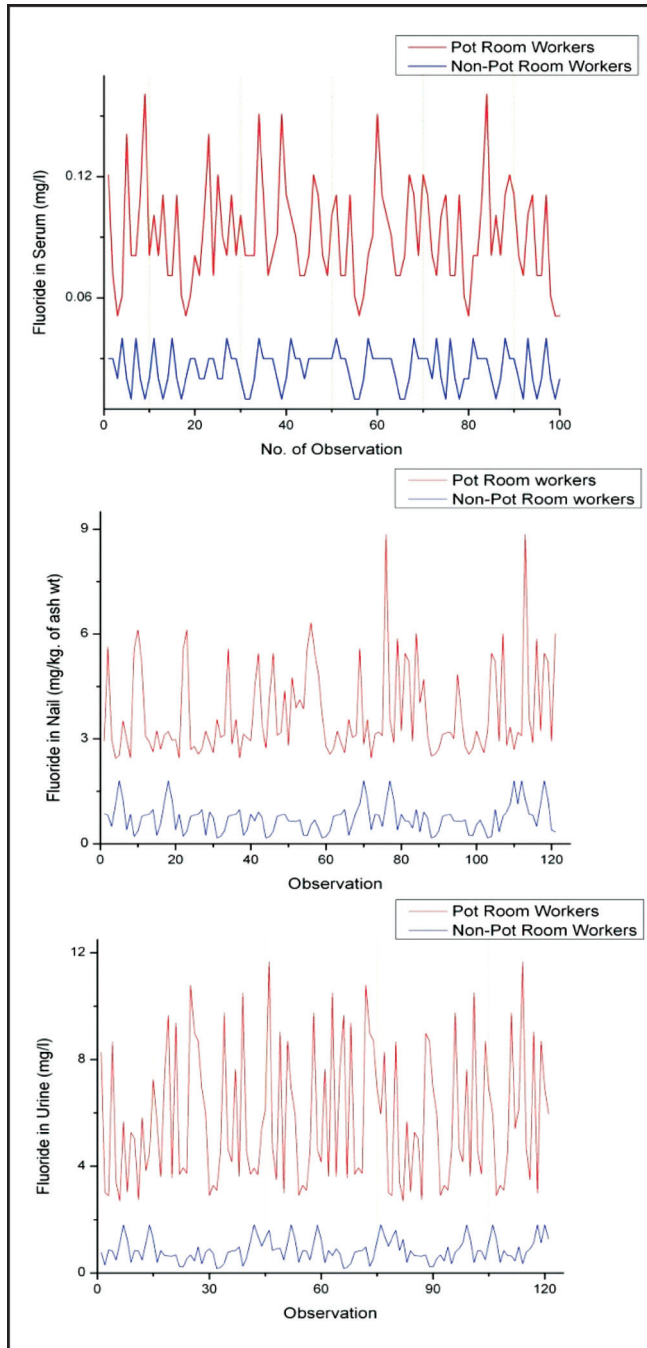 Pot Room Workers
Non-Pot Room Workers
Fluoride in Serum (mg/l)
0.12
0.06
0 20 40 60 80 100
No. of Observation
Pot Room workers
Non-Pot Room workers
Fluoride in Nail (mg/kg. of ash wt)
9
6
3
0
0 20 40 60 80 100 120
Observation
Pot Room Workers
Non-Pot Room Workers
Fluoride in Urine (mg/l)
12
8
4
0
0 30 60 90 120
Observation